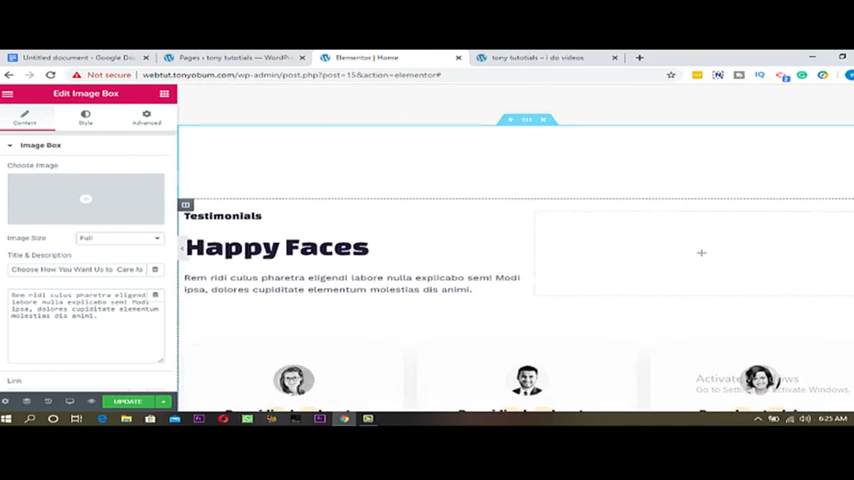 Untitled document - Google Doc
Pages ‹ tony tutorials — WordPre
Elementor | Home
tony tutorials – i do videos
Not secure
webtut.tonyobum.com/wp-admin/post.php?post=15&action=elementor#
Edit Image Box
Content
Style
Advanced
Image Box
Choose Image
Image Size
Full
Title & Description
Choose How You Want Us to Care fo
Rem ridi culus pharetra eligendi
labore nulla explicabo sem! Modi
ipsa, dolores cupiditate elementum
molestias dis animi.
Link
UPDATE
Testimonials
Happy Faces
Rem ridi culus pharetra eligendi labore nulla explicabo sem! Modi
ipsa, dolores cupiditate elementum molestias dis animi.
Activate Windows
Go to Settings to activate Windows.
6:25 AM